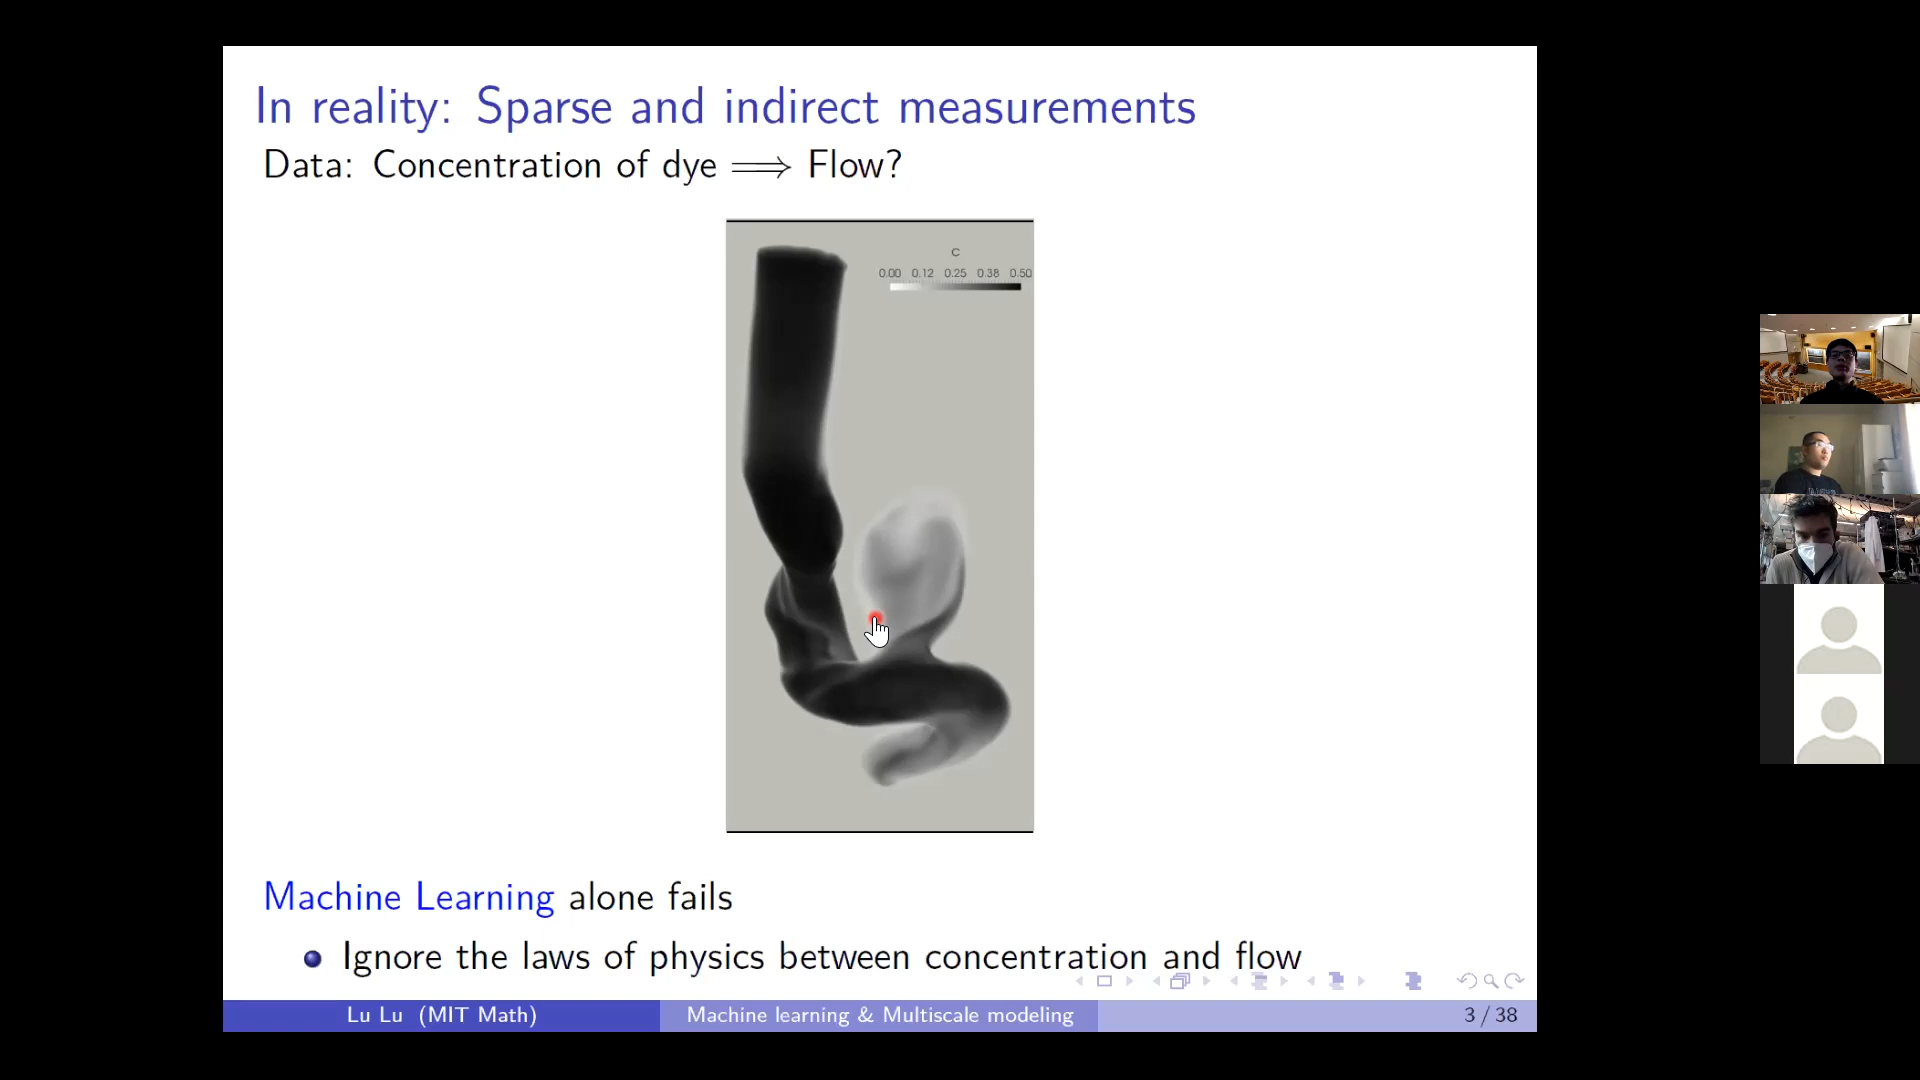 In reality: Sparse and indirect measurements
Data: Concentration of dye ⟹ Flow?
C
0.00 0.12 0.25 0.38 0.50
Machine Learning alone fails
Ignore the laws of physics between concentration and flow
Lu Lu (MIT Math) Machine learning & Multiscale modeling 3 / 38